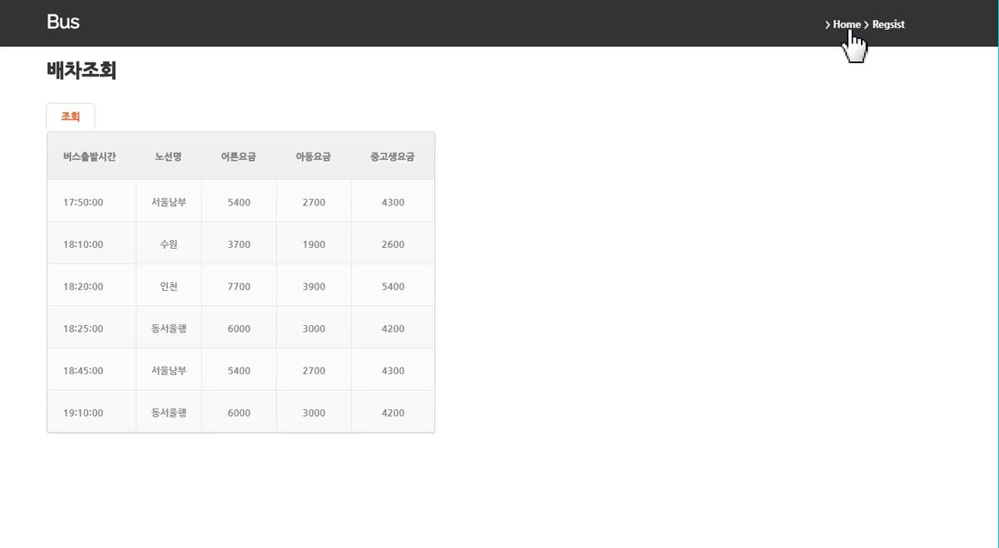 Bus
› Home › Regsist
배차조회
조회
버스출발시간 노선명 어른요금 아동요금 중고생요금
17:50:00 서울남부 5400 2700 4300
18:10:00 수원 3700 1900 2600
18:20:00 인천 7700 3900 5400
18:25:00 동서울행 6000 3000 4200
18:45:00 서울남부 5400 2700 4300
19:10:00 동서울행 6000 3000 4200